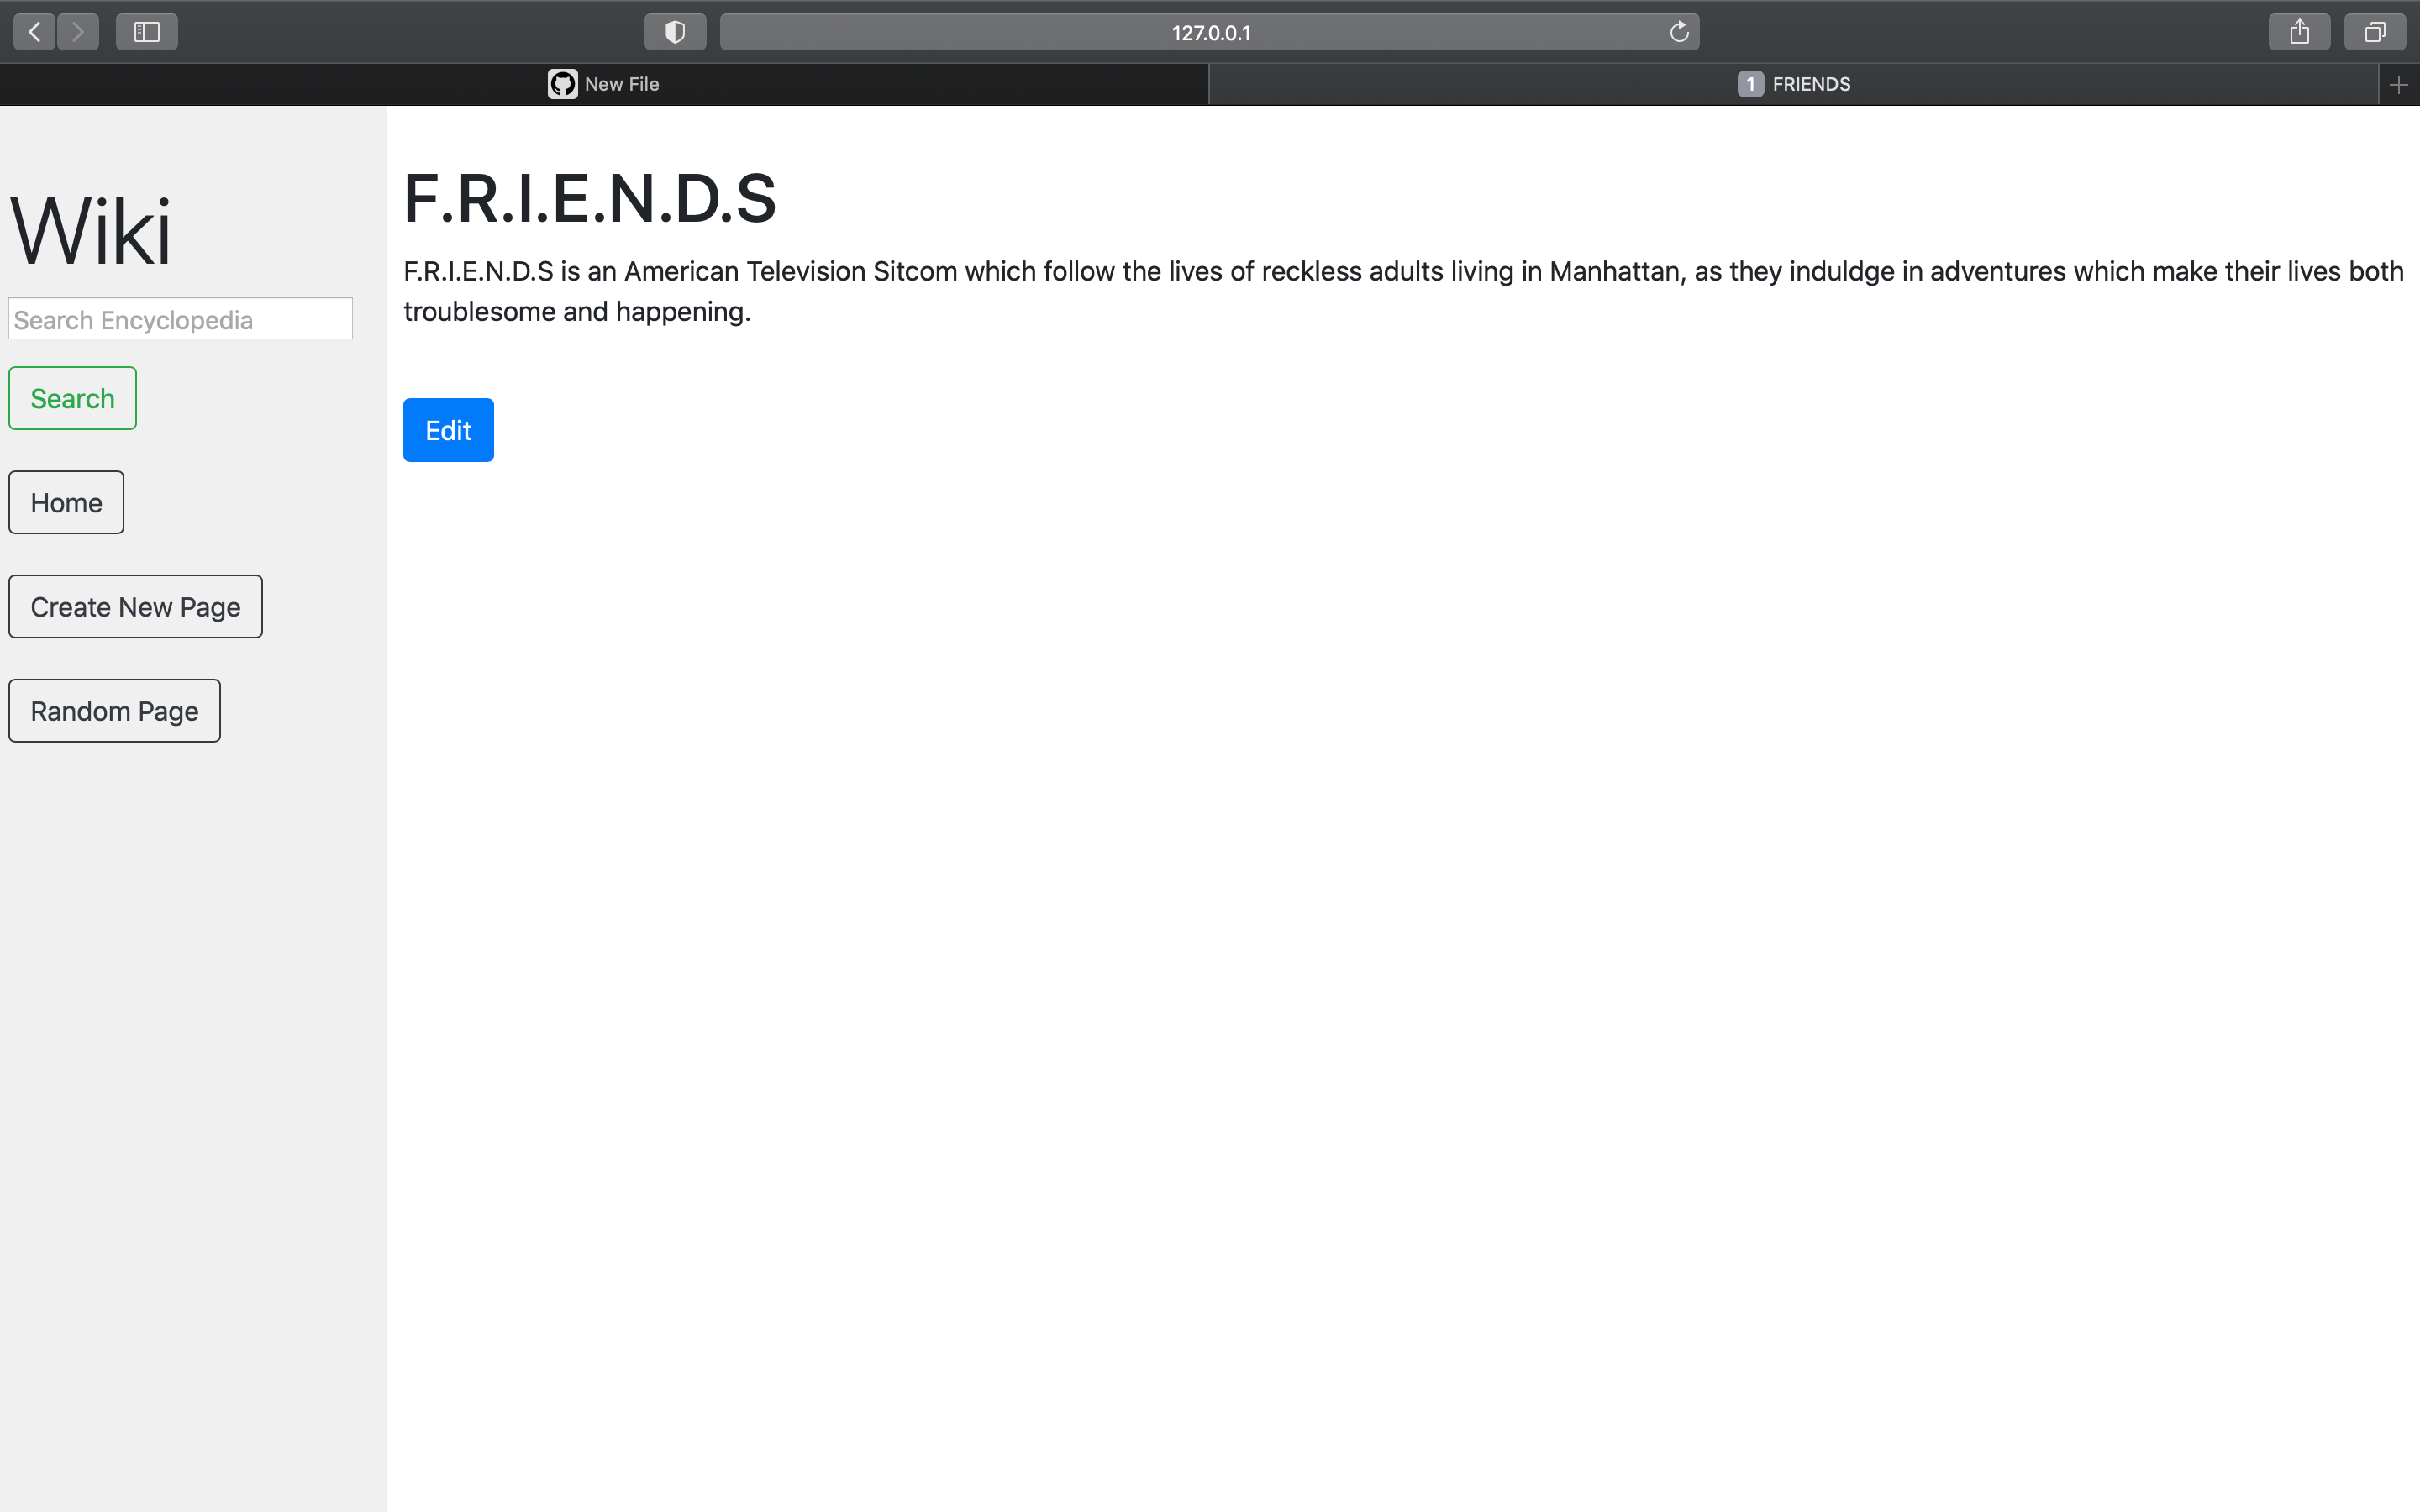 127.0.0.1
New File
1 FRIENDS
Wiki
Search Encyclopedia
Search
Home
Create New Page
Random Page
F.R.I.E.N.D.S
F.R.I.E.N.D.S is an American Television Sitcom which follow the lives of reckless adults living in Manhattan, as they induldge in adventures which make their lives both
troublesome and happening.
Edit